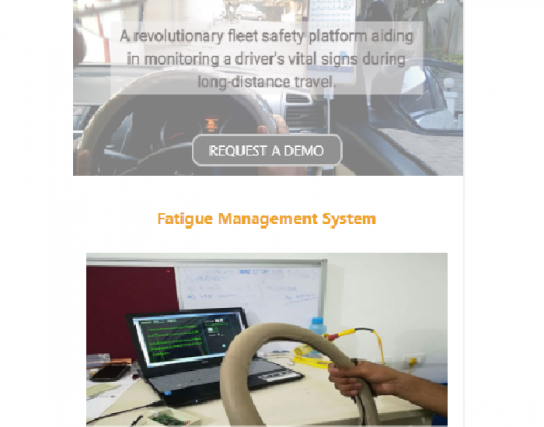 A revolutionary fleet safety platform aiding
in monitoring a driver's vital signs during
long-distance travel.
REQUEST A DEMO
Fatigue Management System